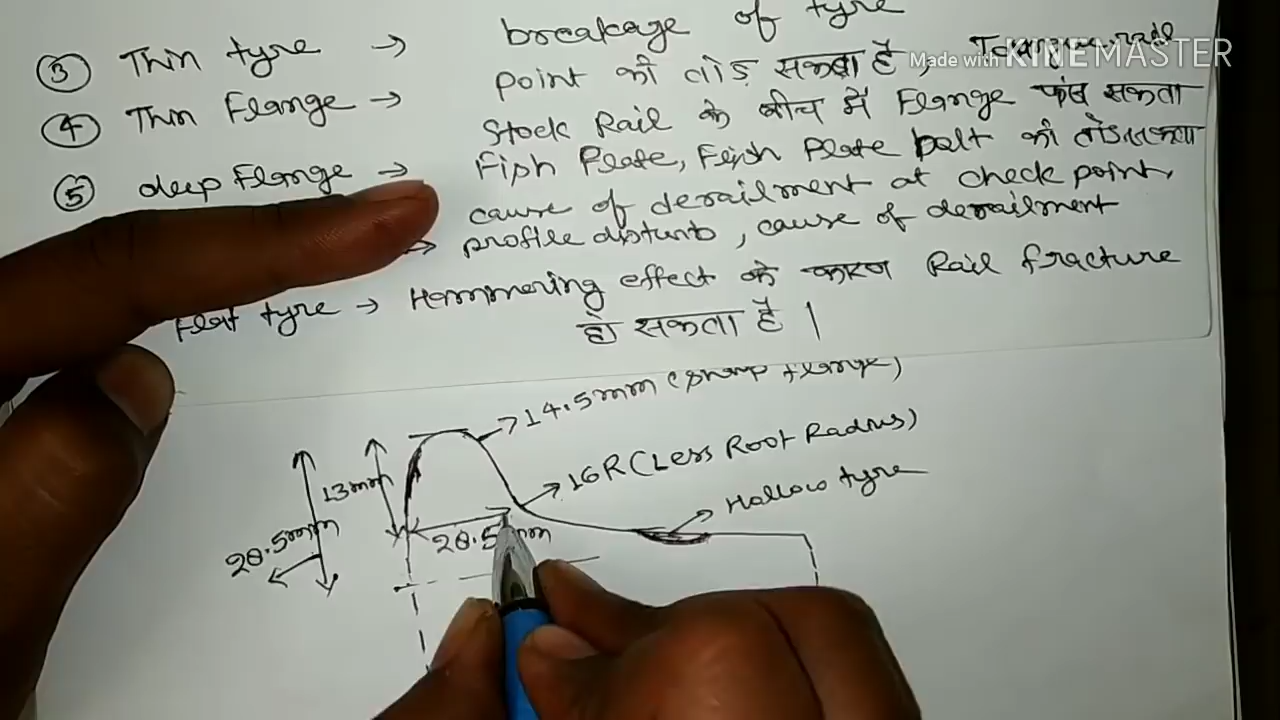 ③ Thin tyre → breakage of tyre
④ Thin Flange → point को तोड़ सकता है,
Stock Rail के बीच में Flange फंस सकता
⑤ deep Flange → Fiph Plate, Fish Plate bolt को तोड़ सकता
cause of derailment at check point,
→ profile disturb, cause of derailment
Flat tyre → Hammering effect के कारण Rail fracture
हो सकता है |
Made with KINEMASTER
14.5mm (sharp flange)
16R (Less Root Radius)
Hollow tyre
13mm
28.5mm
28.5mm